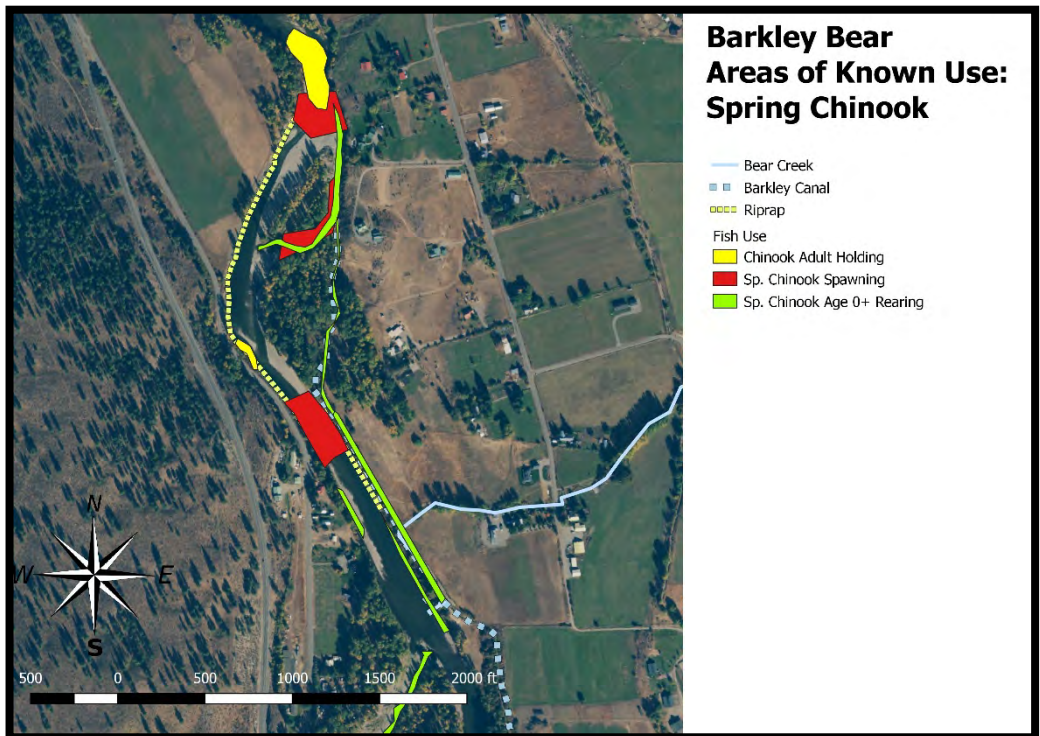 Barkley Bear
Areas of Known Use:
Spring Chinook
Bear Creek
Barkley Canal
Riprap
Fish Use
Chinook Adult Holding
Sp. Chinook Spawning
Sp. Chinook Age 0+ Rearing
N
W E
S
500 0 500 1000 1500 2000 ft